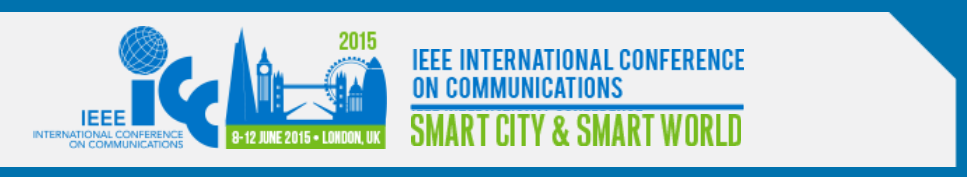 2015
icc
IEEE
INTERNATIONAL CONFERENCE
ON COMMUNICATIONS
8-12 JUNE 2015 • LONDON, UK
IEEE INTERNATIONAL CONFERENCE
ON COMMUNICATIONS
SMART CITY & SMART WORLD